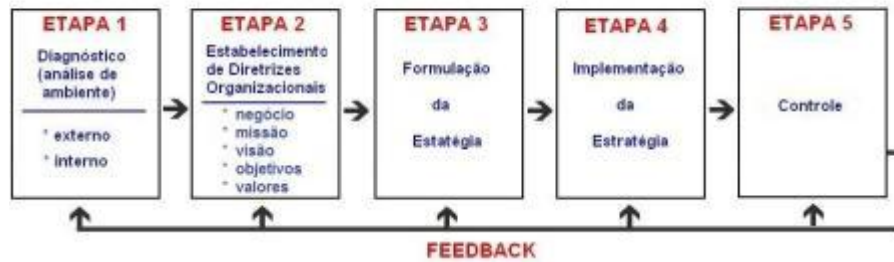 ETAPA 1
Diagnóstico
(análise de
ambiente)
* externo
* interno
ETAPA 2
Estabelecimento
de Diretrizes
Organizacionais
* negócio
* missão
* visão
* objetivos
* valores
ETAPA 3
Formulação
da
Estatégia
ETAPA 4
Implementação
da
Estratégia
ETAPA 5
Controle
FEEDBACK